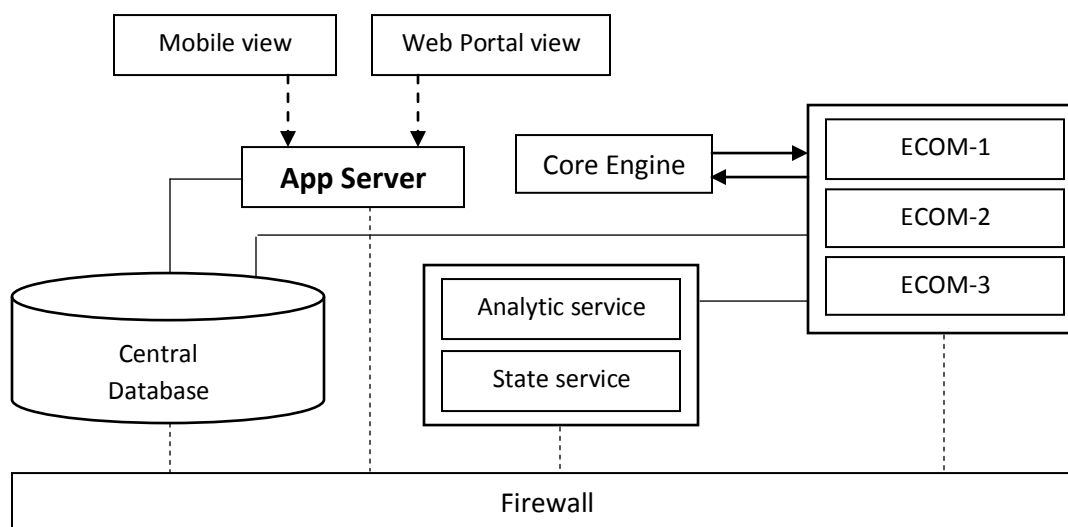 Mobile view
Web Portal view
App Server
Core Engine
ECOM-1
ECOM-2
ECOM-3
Analytic service
State service
Central
Database
Firewall